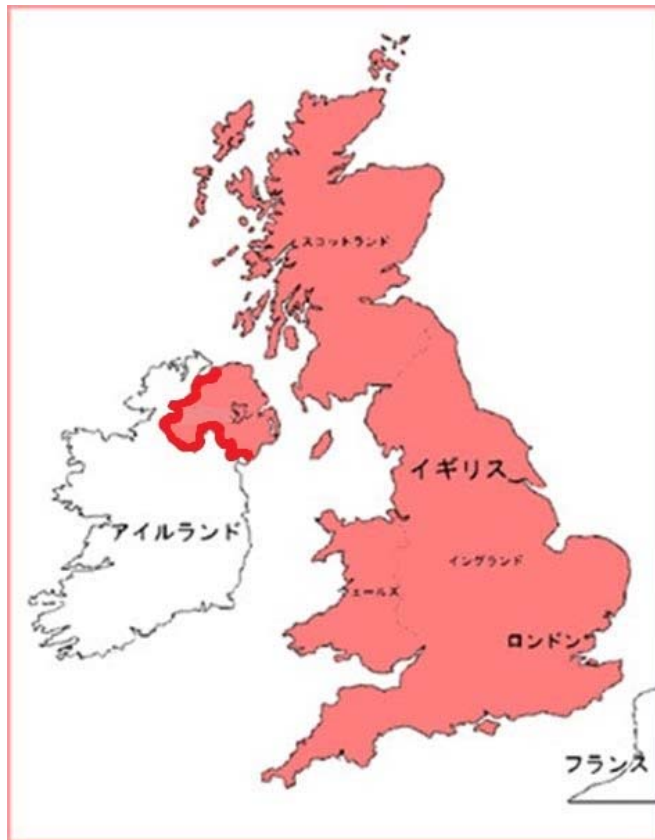 スコットランド
イギリス
アイルランド
イングランド
ウェールズ
ロンドン
フランス